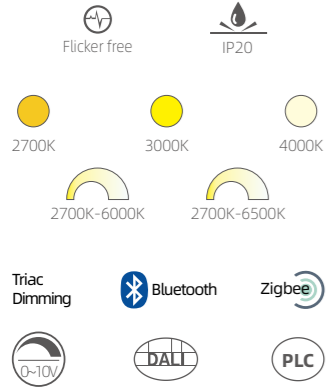 Flicker free
IP20
2700K
3000K
4000K
2700K-6000K
2700K-6500K
Triac
Dimming
Bluetooth
Zigbee
0~10V
DALI
PLC